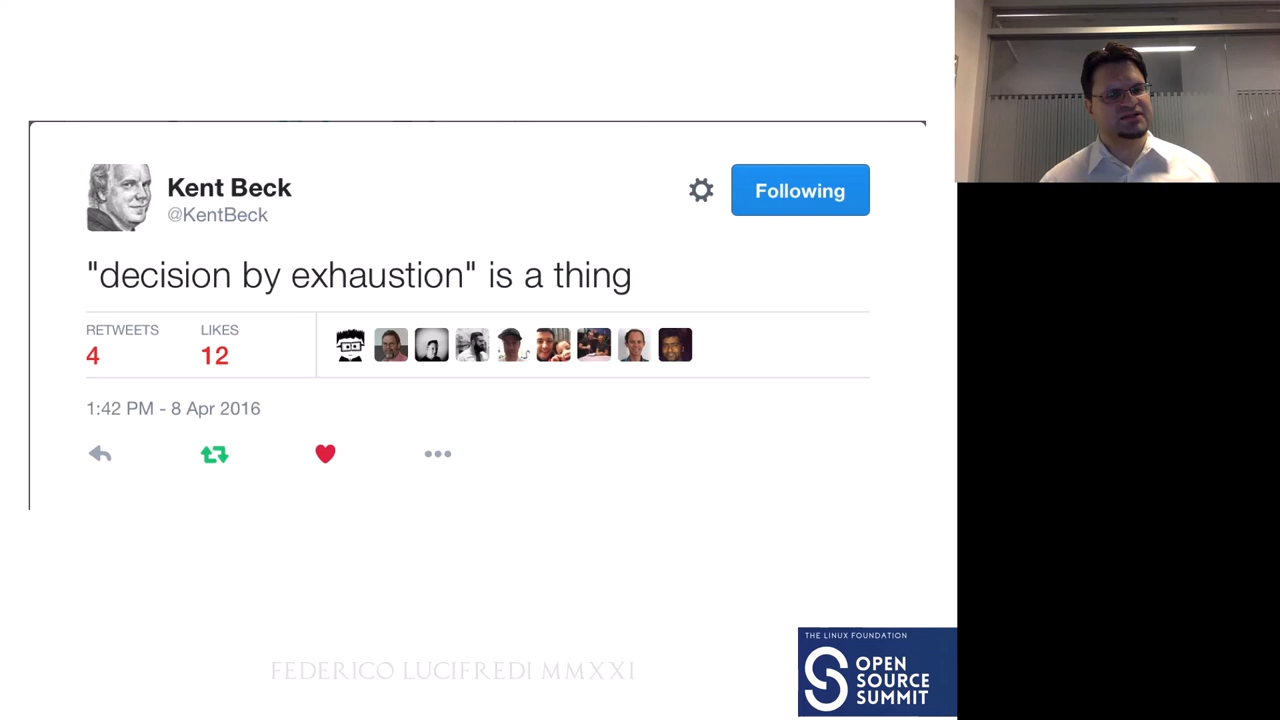 Kent Beck
@KentBeck
Following
"decision by exhaustion" is a thing
RETWEETS
LIKES
4
12
1:42 PM - 8 Apr 2016
FEDERICO LUCIFREDI MMXXI
THE LINUX FOUNDATION
OPEN
SOURCE
SUMMIT